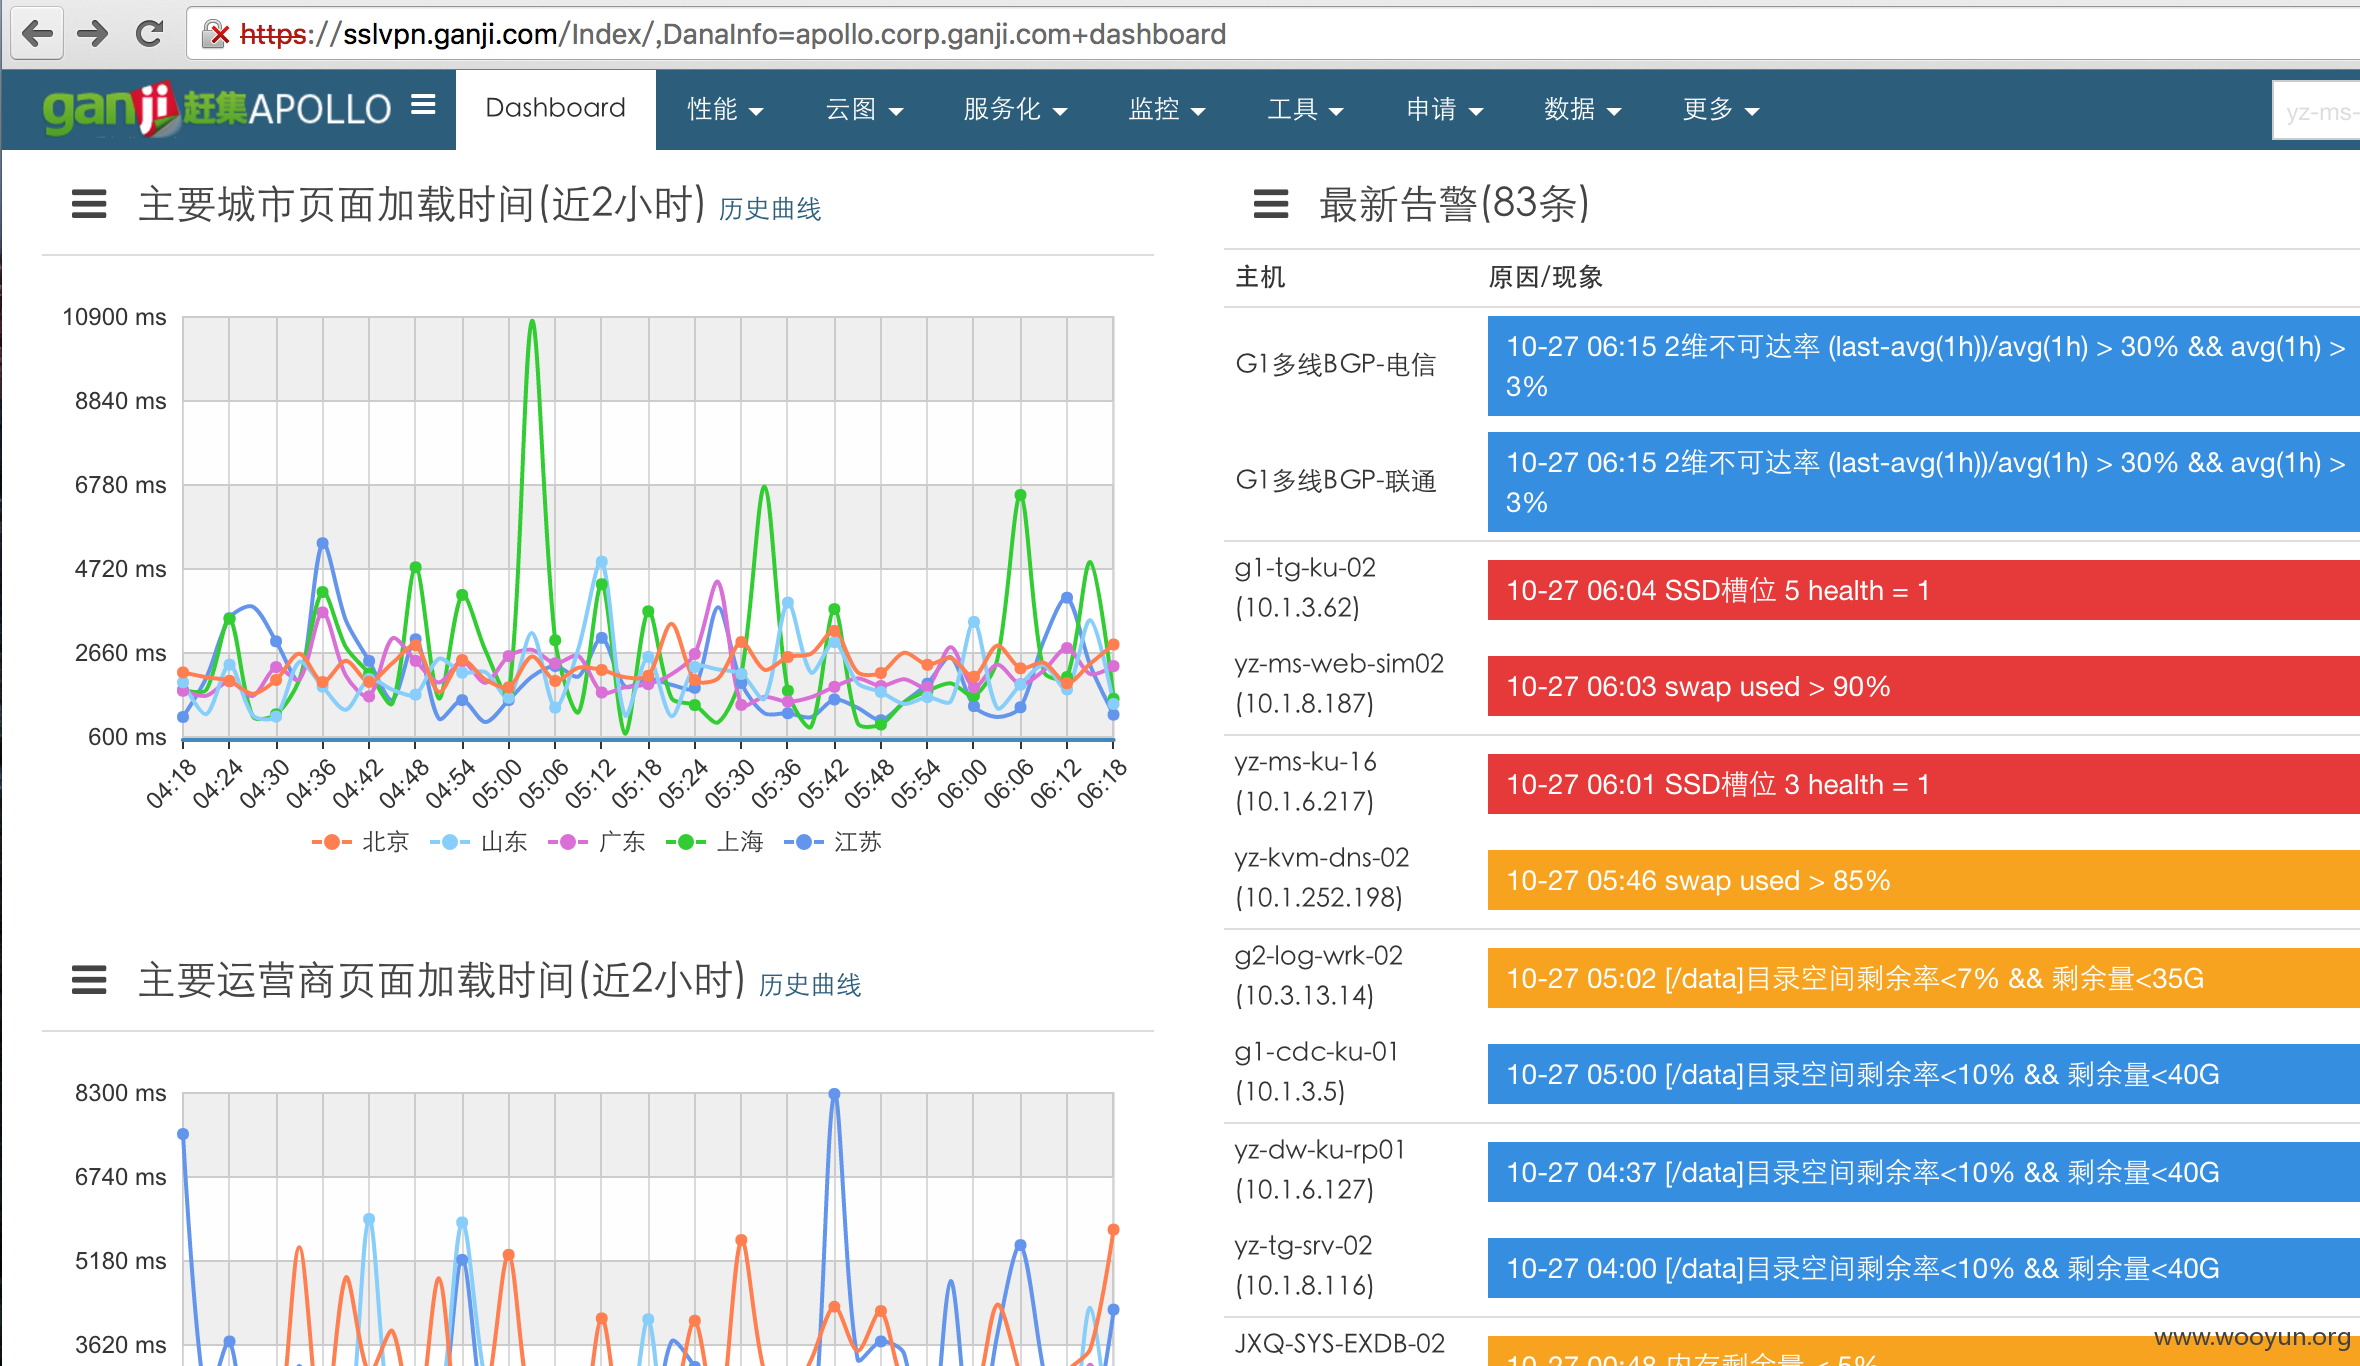 https://sslvpn.ganji.com/Index/,DanaInfo=apollo.corp.ganji.com+dashboard
ganji赶集APOLLO
Dashboard
性能
云图
服务化
监控
工具
申请
数据
更多
yz-ms-
主要城市页面加载时间(近2小时) 历史曲线
10900 ms
8840 ms
6780 ms
4720 ms
2660 ms
600 ms
04:18 04:24 04:30 04:36 04:42 04:48 04:54 05:00 05:06 05:12 05:18 05:24 05:30 05:36 05:42 05:48 05:54 06:00 06:06 06:12 06:18
北京 山东 广东 上海 江苏
主要运营商页面加载时间(近2小时) 历史曲线
8300 ms
6740 ms
5180 ms
3620 ms
最新告警(83条)
主机 原因/现象
G1多线BGP-电信
10-27 06:15 2维不可达率 (last-avg(1h))/avg(1h) > 30% && avg(1h) >
3%
G1多线BGP-联通
10-27 06:15 2维不可达率 (last-avg(1h))/avg(1h) > 30% && avg(1h) >
3%
g1-tg-ku-02
(10.1.3.62)
10-27 06:04 SSD槽位 5 health = 1
yz-ms-web-sim02
(10.1.8.187)
10-27 06:03 swap used > 90%
yz-ms-ku-16
(10.1.6.217)
10-27 06:01 SSD槽位 3 health = 1
yz-kvm-dns-02
(10.1.252.198)
10-27 05:46 swap used > 85%
g2-log-wrk-02
(10.3.13.14)
10-27 05:02 [/data]目录空间剩余率<7% && 剩余量<35G
g1-cdc-ku-01
(10.1.3.5)
10-27 05:00 [/data]目录空间剩余率<10% && 剩余量<40G
yz-dw-ku-rp01
(10.1.6.127)
10-27 04:37 [/data]目录空间剩余率<10% && 剩余量<40G
yz-tg-srv-02
(10.1.8.116)
10-27 04:00 [/data]目录空间剩余率<10% && 剩余量<40G
JXQ-SYS-EXDB-02
10-27 00:48 内存剩余量 < 5%
www.wooyun.org